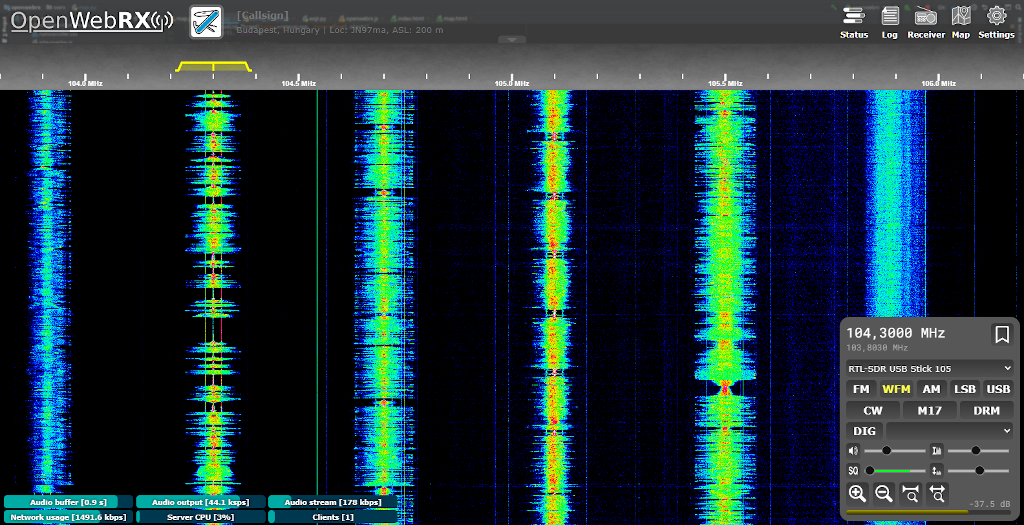 OpenWebRX
[Callsign]
Budapest, Hungary | Loc: JN97ma, ASL: 200 m
Status
Log
Receiver
Map
Settings
104.0 MHz
104.5 MHz
105.0 MHz
105.5 MHz
106.0 MHz
104,3000 MHz
103,8030 MHz
RTL-SDR USB Stick 105
FM WFM AM LSB USB
CW M17 DRM
DIG
SQ
-37.5 dB
Audio buffer [0.9 s]
Audio output [44.1 ksps]
Audio stream [178 kbps]
Network usage [1491.6 kbps]
Server CPU [3%]
Clients [1]